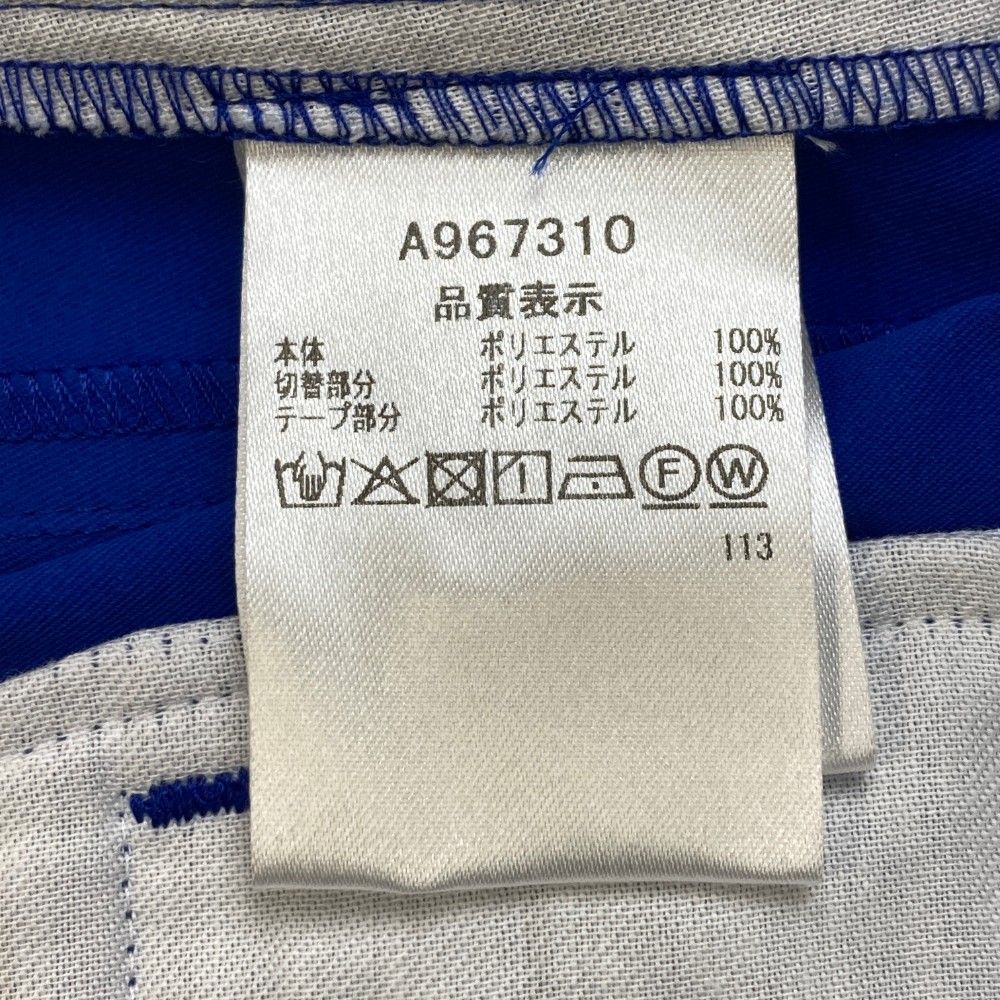 A967310
品質表示
本体 ポリエステル 100%
切替部分 ポリエステル 100%
テープ部分 ポリエステル 100%
F W
I13